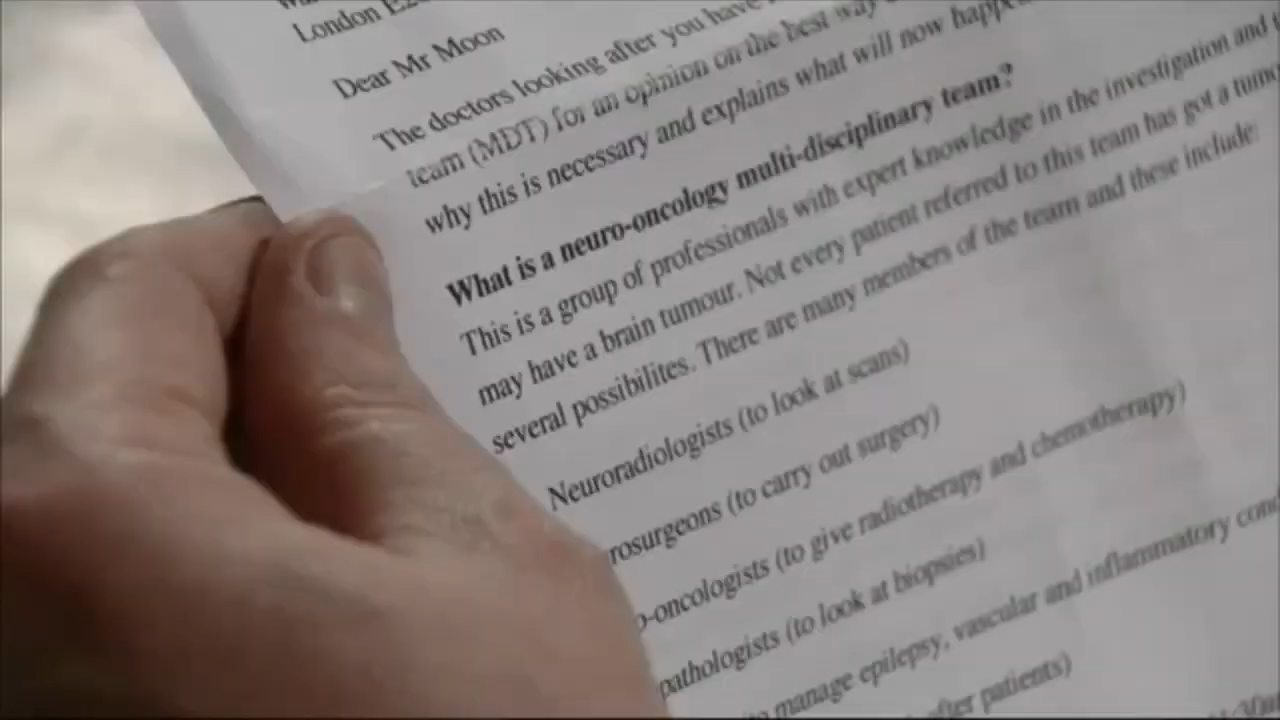 London E2
Dear Mr Moon
The doctors looking after you have
team (MDT) for an opinion on the best way
why this is necessary and explains what will now
What is a neuro-oncology multi-disciplinary team?
This is a group of professionals with expert knowledge in the investigation and
may have a brain tumour. Not every patient referred to this team has got a
several possibilites. There are many members of the team and these include:
Neuroradiologists (to look at scans)
rosurgeons (to carry out surgery)
o-oncologists (to give radiotherapy and chemotherapy)
pathologists (to look at biopsies)
to manage epilepsy, vascular and inflammatory
after patients)